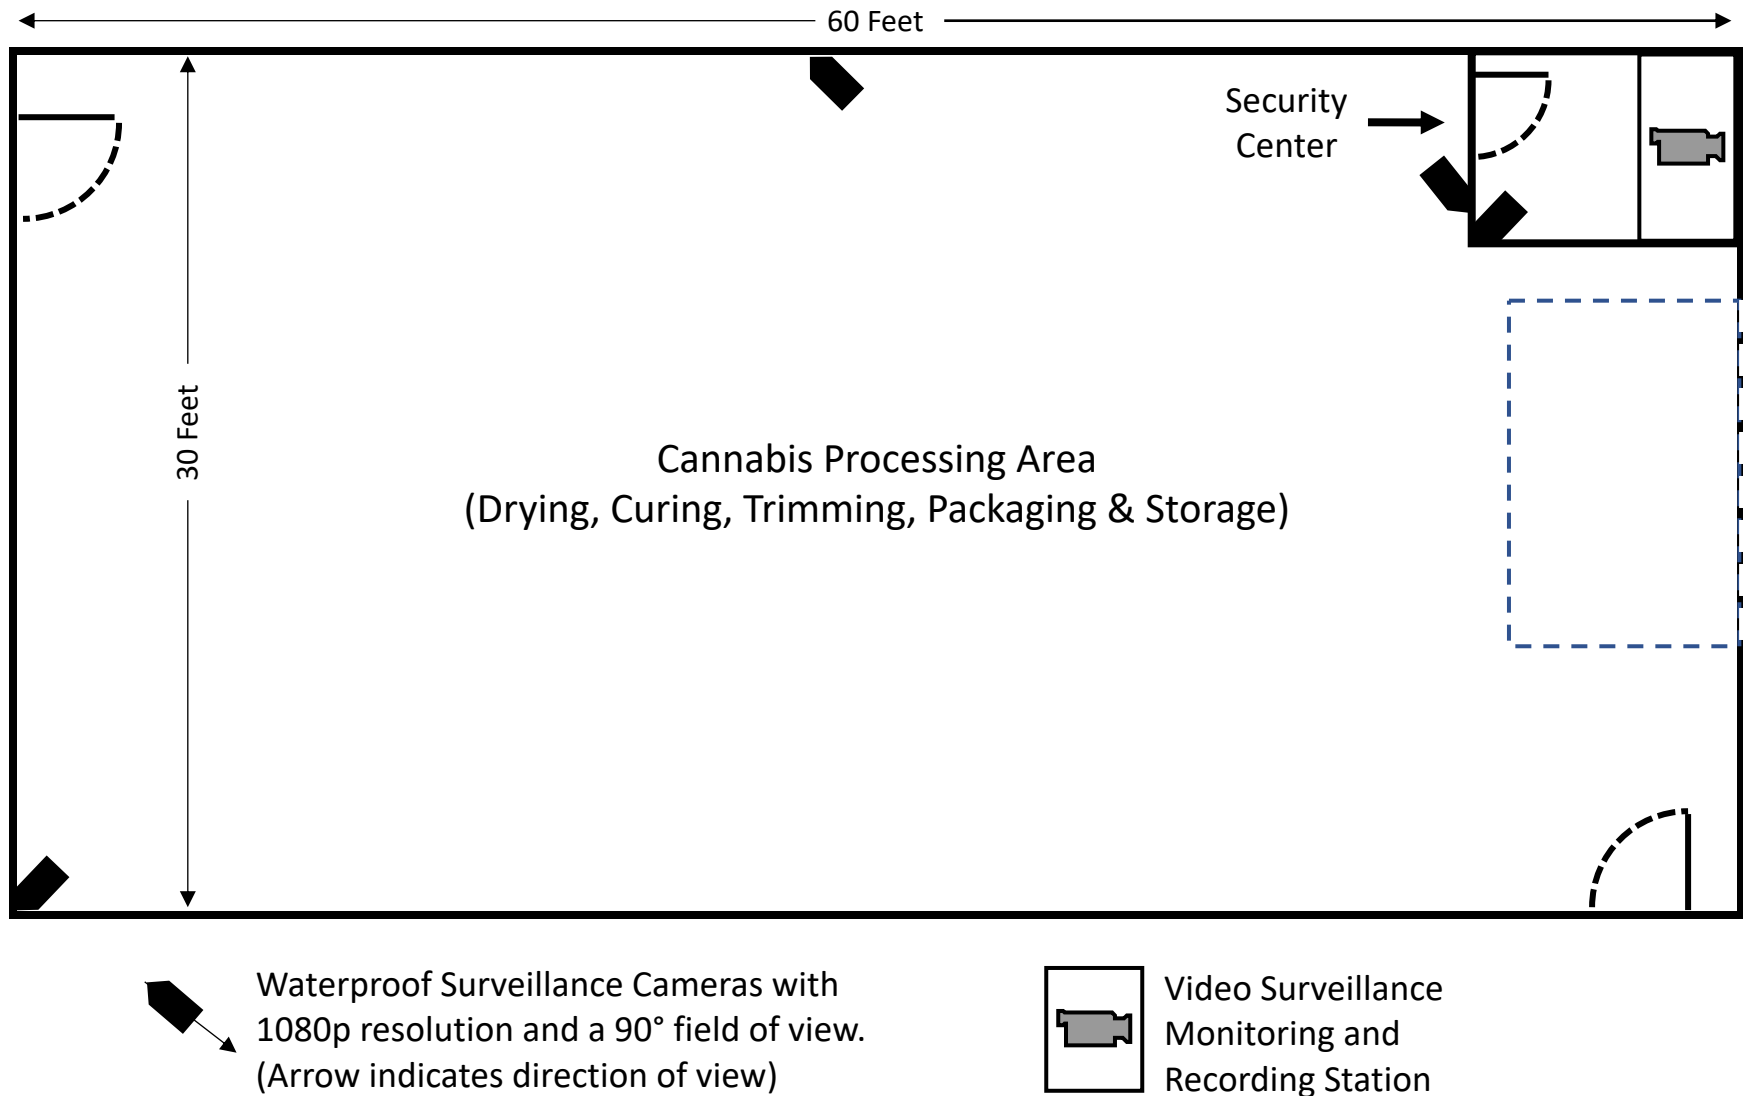 60 Feet
Security
Center
30 Feet
Cannabis Processing Area
(Drying, Curing, Trimming, Packaging & Storage)
Waterproof Surveillance Cameras with
1080p resolution and a 90° field of view.
(Arrow indicates direction of view)
Video Surveillance
Monitoring and
Recording Station